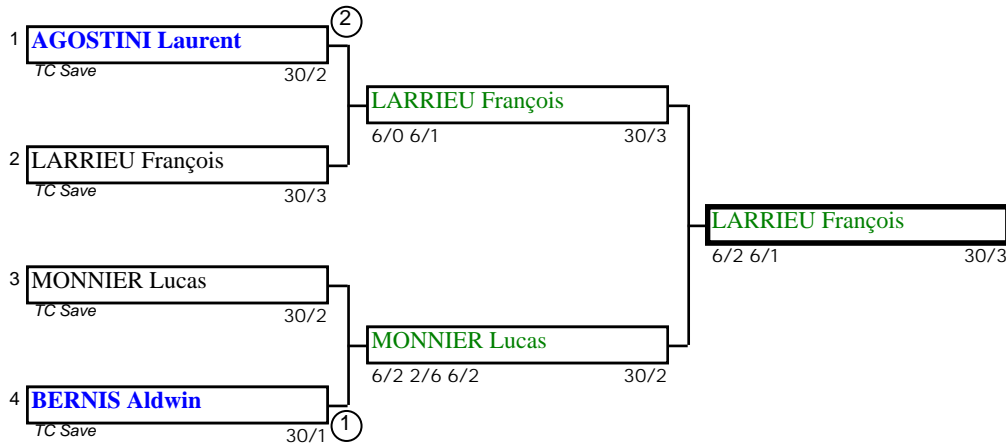 1 AGOSTINI Laurent 2
TC Save 30/2
LARRIEU François
6/0 6/1 30/3
2 LARRIEU François
TC Save 30/3
LARRIEU François
6/2 6/1 30/3
3 MONNIER Lucas
TC Save 30/2
MONNIER Lucas
6/2 2/6 6/2 30/2
4 BERNIS Aldwin
TC Save 30/1 1